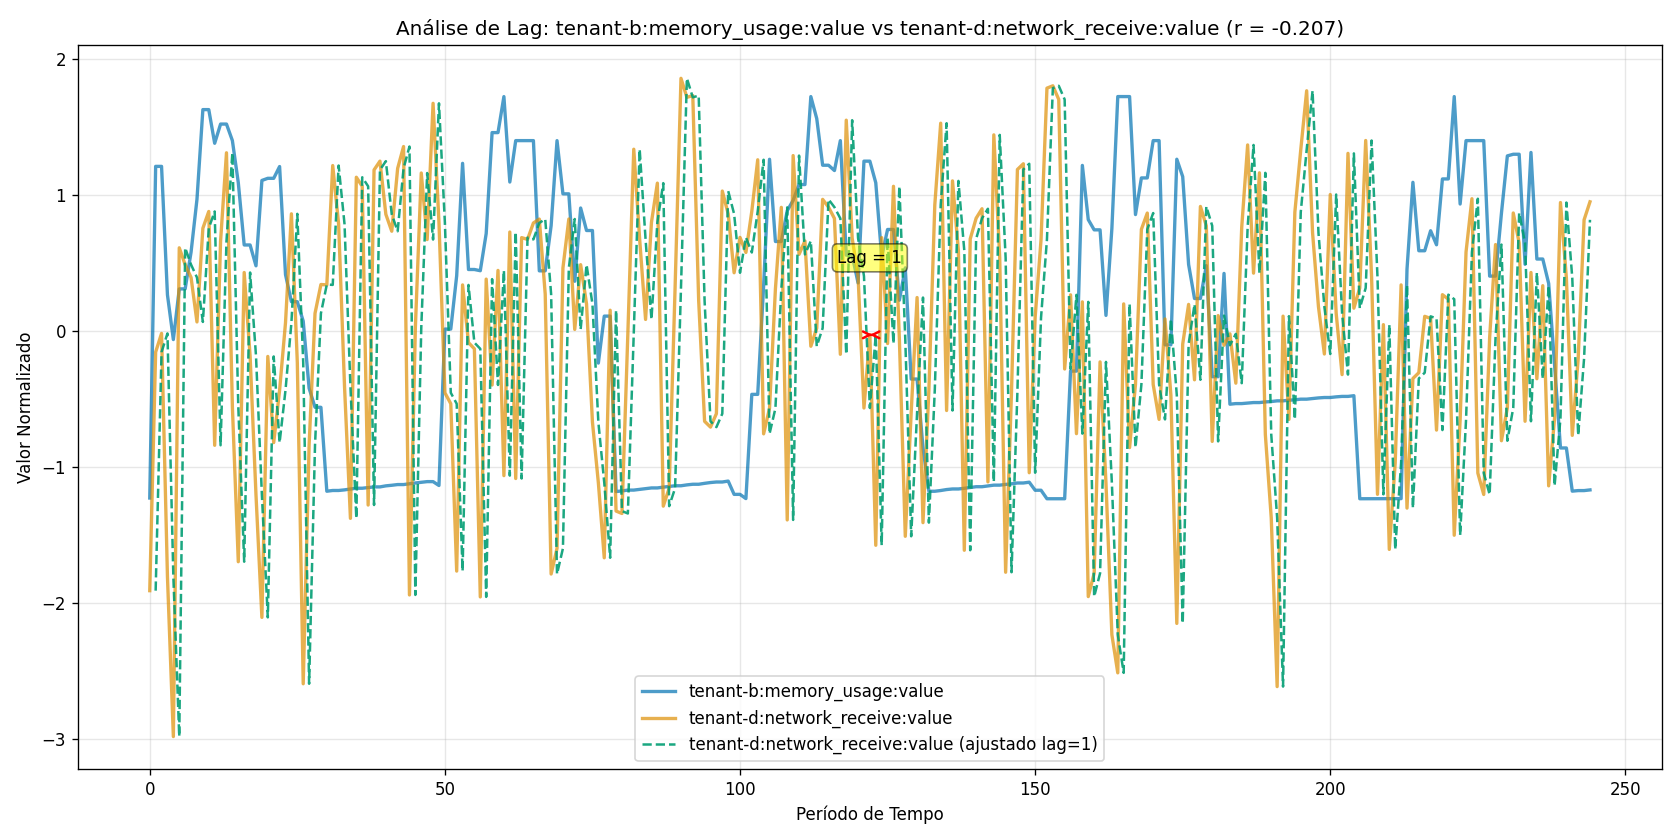 Análise de Lag: tenant-b:memory_usage:value vs tenant-d:network_receive:value (r = -0.207)
2
1
0
−1
−2
−3
Valor Normalizado
Lag = 1
tenant-b:memory_usage:value
tenant-d:network_receive:value
tenant-d:network_receive:value (ajustado lag=1)
0 50 100 150 200 250
Período de Tempo